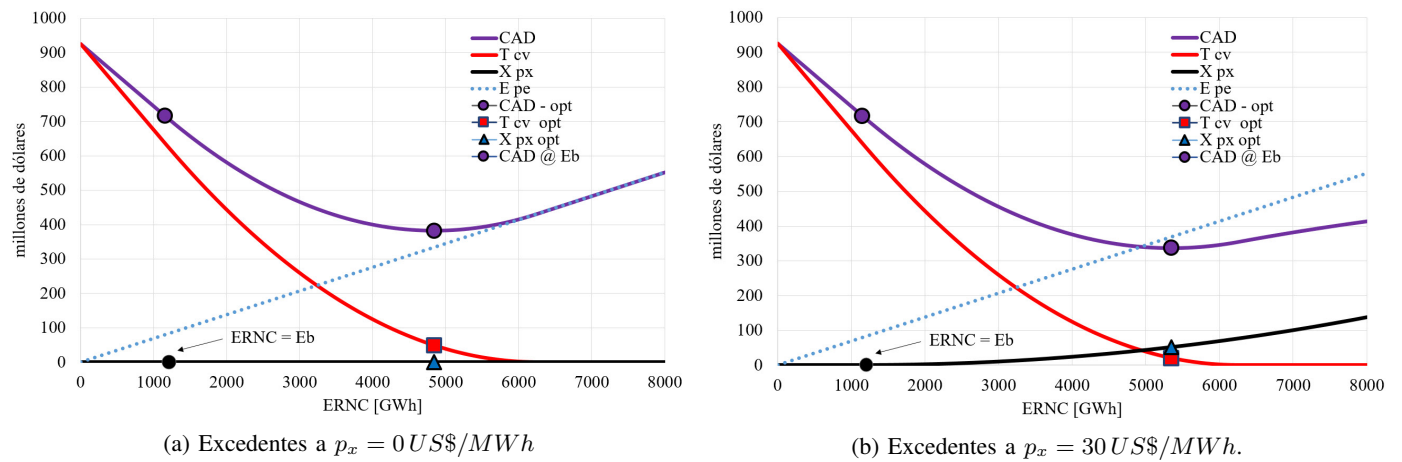 1000
900
800
700
600
500
400
300
200
100
0
millones de dólares
CAD
T cv
X px
E pe
CAD - opt
T cv opt
X px opt
CAD @ Eb
ERNC = Eb
0 1000 2000 3000 4000 5000 6000 7000 8000
ERNC [GWh]
(a) Excedentes a p_x = 0 US$/MWh
1000
900
800
700
600
500
400
300
200
100
0
millones de dólares
CAD
T cv
X px
E pe
CAD - opt
T cv opt
X px opt
CAD @ Eb
ERNC = Eb
0 1000 2000 3000 4000 5000 6000 7000 8000
ERNC [GWh]
(b) Excedentes a p_x = 30 US$/MWh.